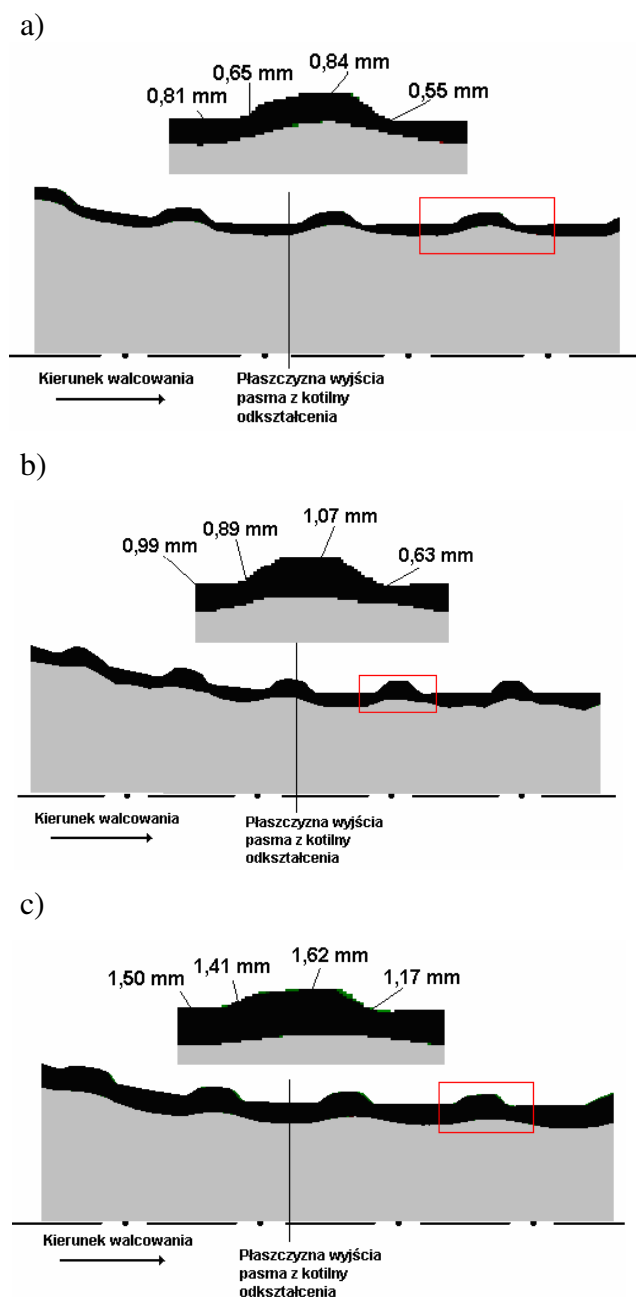 a)
0,84 mm
0,65 mm
0,81 mm
0,55 mm
Kierunek walcowania
Płaszczyzna wyjścia
pasma z kotilny
odkształcenia
b)
1,07 mm
0,89 mm
0,99 mm
0,63 mm
Kierunek walcowania
Płaszczyzna wyjścia
pasma z kotilny
odkształcenia
c)
1,62 mm
1,41 mm
1,50 mm
1,17 mm
Kierunek walcowania
Płaszczyzna wyjścia
pasma z kotilny
odkształcenia